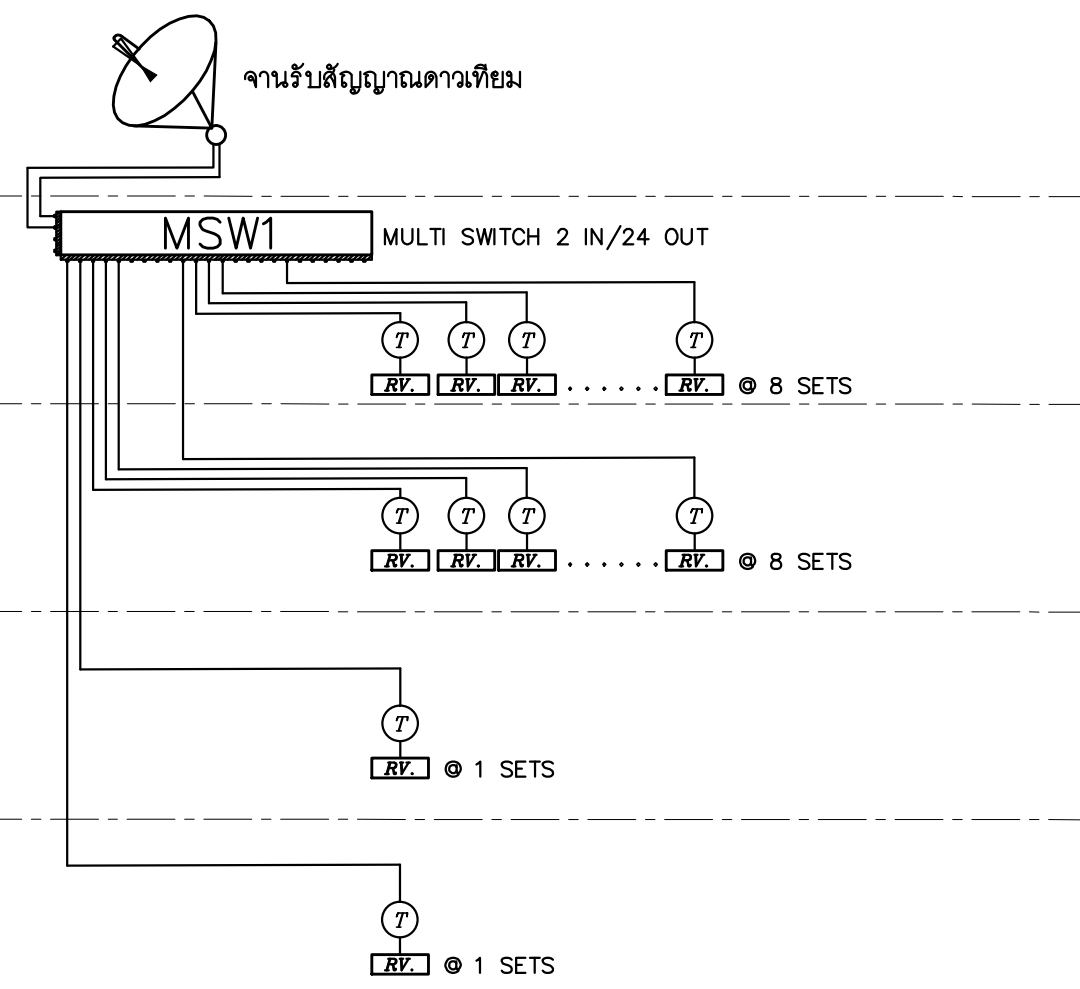 จานรับสัญญาณดาวเทียม
MSW1 MULTI SWITCH 2 IN/24 OUT
T T T T
RV. RV. RV. ...... RV. @ 8 SETS
T T T T
RV. RV. RV. ...... RV. @ 8 SETS
T
RV. @ 1 SETS
T
RV. @ 1 SETS